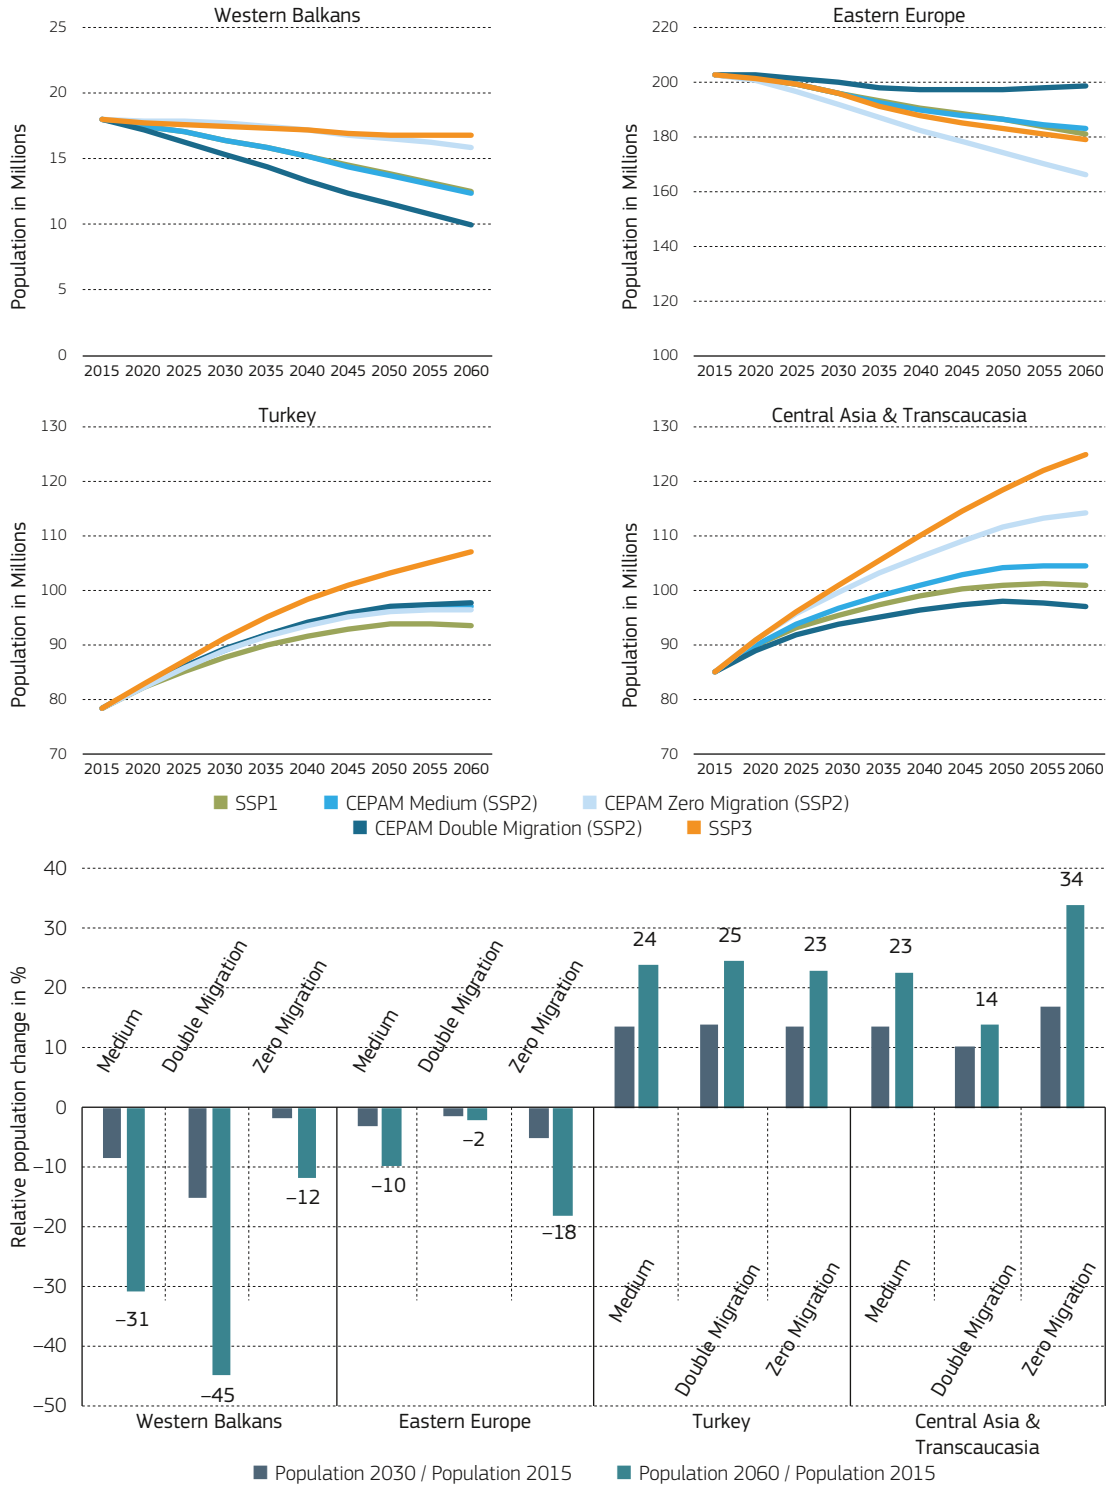 Western Balkans
Population in Millions
25
20
15
10
5
0
2015 2020 2025 2030 2035 2040 2045 2050 2055 2060
Eastern Europe
Population in Millions
220
200
180
160
140
120
100
2015 2020 2025 2030 2035 2040 2045 2050 2055 2060
Turkey
Population in Millions
130
120
110
100
90
80
70
2015 2020 2025 2030 2035 2040 2045 2050 2055 2060
Central Asia & Transcaucasia
Population in Millions
130
120
110
100
90
80
70
2015 2020 2025 2030 2035 2040 2045 2050 2055 2060
SSP1 CEPAM Medium (SSP2) CEPAM Zero Migration (SSP2)
CEPAM Double Migration (SSP2) SSP3
Relative population change in %
40
30
20
10
0
−10
−20
−30
−40
−50
Medium
−31
Double Migration
−45
Zero Migration
−12
Western Balkans
Medium
−10
Double Migration
−2
Zero Migration
−18
Eastern Europe
24
Medium
25
Double Migration
23
Zero Migration
Turkey
23
Medium
14
Double Migration
34
Zero Migration
Central Asia &
Transcaucasia
Population 2030 / Population 2015 Population 2060 / Population 2015